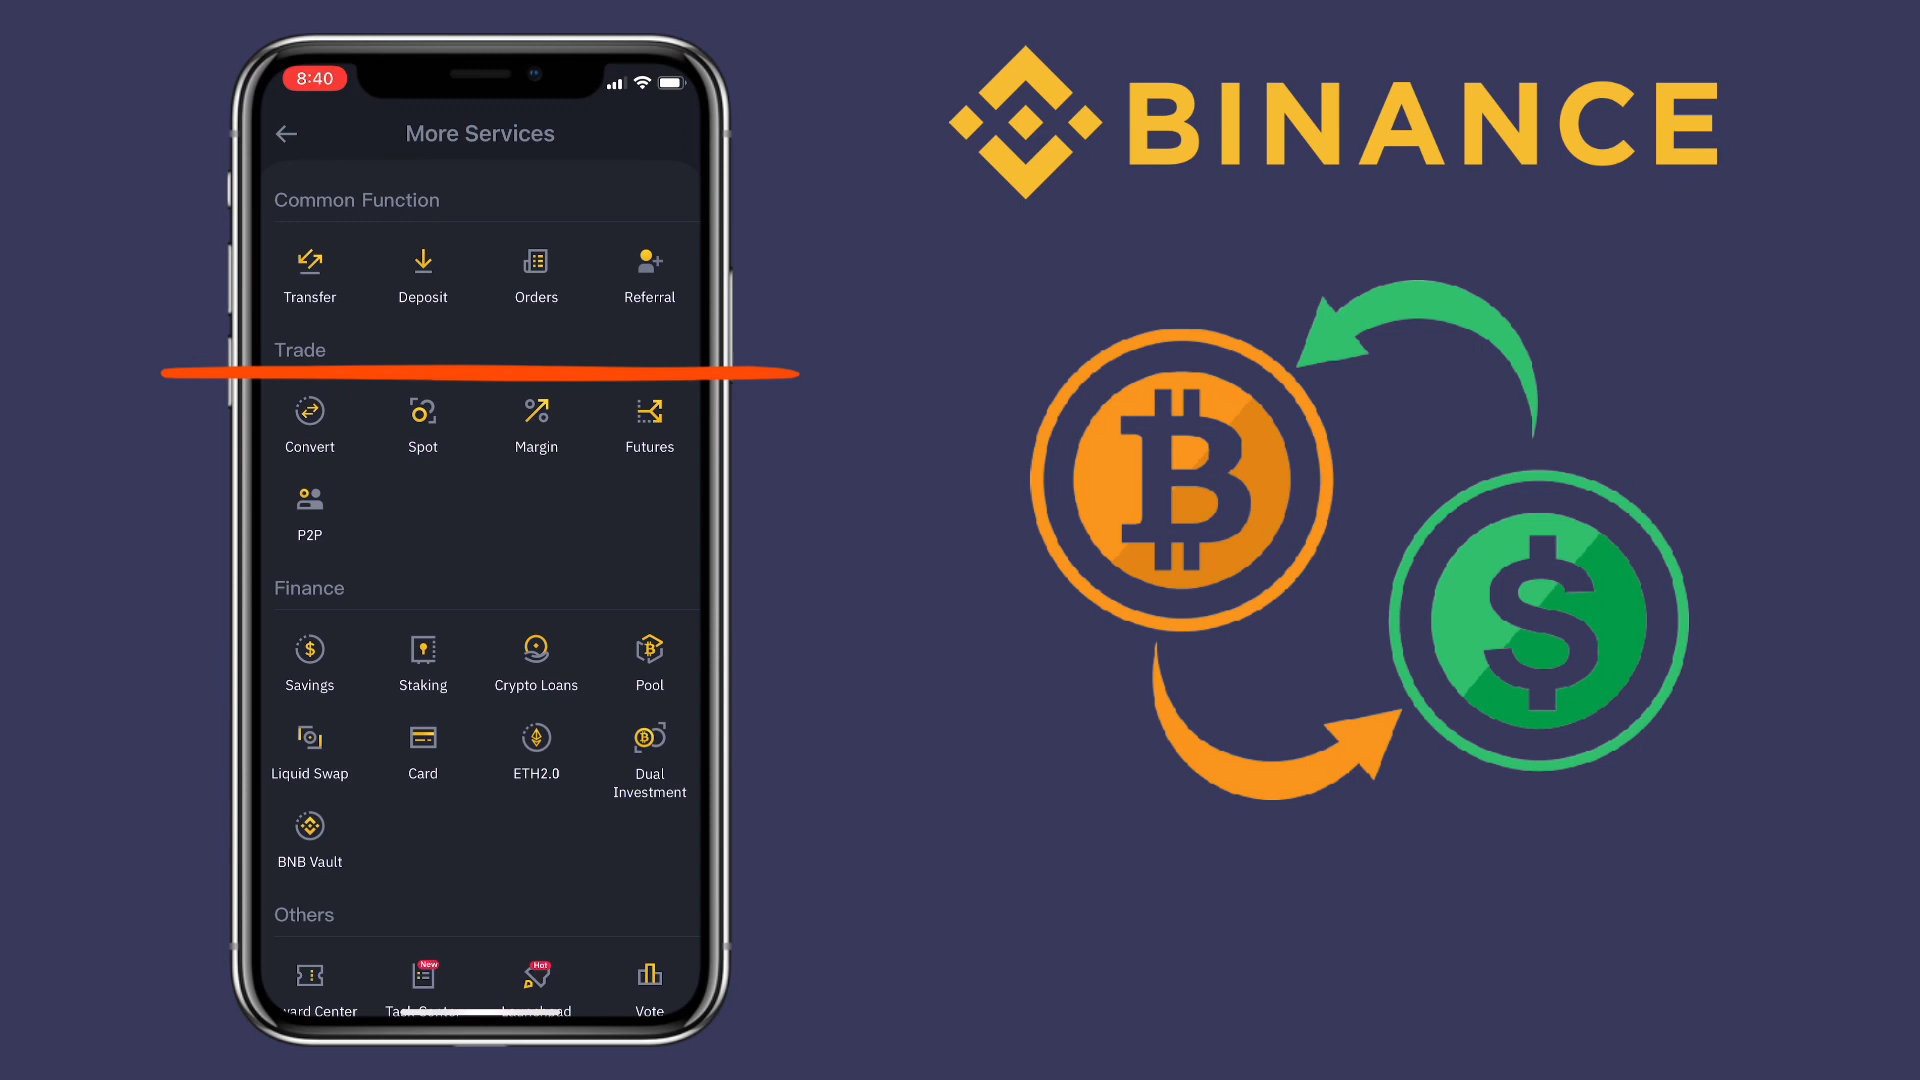 8:40
More Services
Common Function
Transfer Deposit Orders Referral
Trade
Convert Spot Margin Futures
P2P
Finance
Savings Staking Crypto Loans Pool
Liquid Swap Card ETH2.0 Dual
Investment
BNB Vault
Others
New Hot
Center Vote
BINANCE